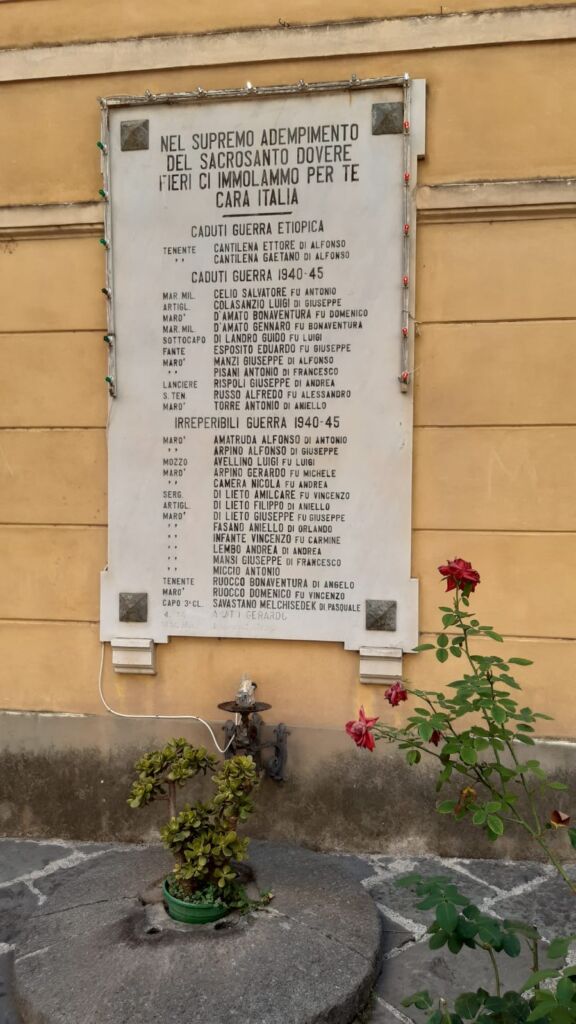 NEL SUPREMO ADEMPIMENTO
DEL SACROSANTO DOVERE
FIERI CI IMMOLAMMO PER TE
CARA ITALIA
CADUTI GUERRA ETIOPICA
TENENTE CANTILENA ETTORE DI ALFONSO
" CANTILENA GAETANO DI ALFONSO
CADUTI GUERRA 1940-45
MAR. MIL. CELIO SALVATORE FU ANTONIO
ARTIGL. COLASANZIO LUIGI DI GIUSEPPE
MARO' D'AMATO BONAVENTURA FU DOMENICO
MAR. MIL. D'AMATO GENNARO FU BONAVENTURA
SOTTOCAPO DI LANDRO GUIDO FU LUIGI
FANTE ESPOSITO EDUARDO FU GIUSEPPE
MARO' MANZI GIUSEPPE DI ALFONSO
" PISANI ANTONIO DI FRANCESCO
LANCIERE RISPOLI GIUSEPPE DI ANDREA
S. TEN. RUSSO ALFREDO FU ALESSANDRO
MARO' TORRE ANTONIO DI ANIELLO
IRREPERIBILI GUERRA 1940-45
MARO' AMATRUDA ALFONSO DI ANTONIO
" ARPINO ALFONSO DI GIUSEPPE
MOZZO AVELLINO LUIGI FU LUIGI
MARO' ARPINO GERARDO FU MICHELE
" CAMERA NICOLA FU ANDREA
SERG. DI LIETO AMILCARE FU VINCENZO
ARTIGL. DI LIETO FILIPPO DI ANIELLO
MARO' DI LIETO GIUSEPPE FU GIUSEPPE
" FASANO ANIELLO DI ORLANDO
" INFANTE VINCENZO FU CARMINE
" LEMBO ANDREA DI ANDREA
" MANSI GIUSEPPE DI FRANCESCO
" MICCIO ANTONIO
TENENTE RUOCCO BONAVENTURA DI ANGELO
MARO' RUOCCO DOMENICO FU VINCENZO
CAPO 3ª CL. SAVASTANO MELCHISEDEK DI PASQUALE
GERARDO